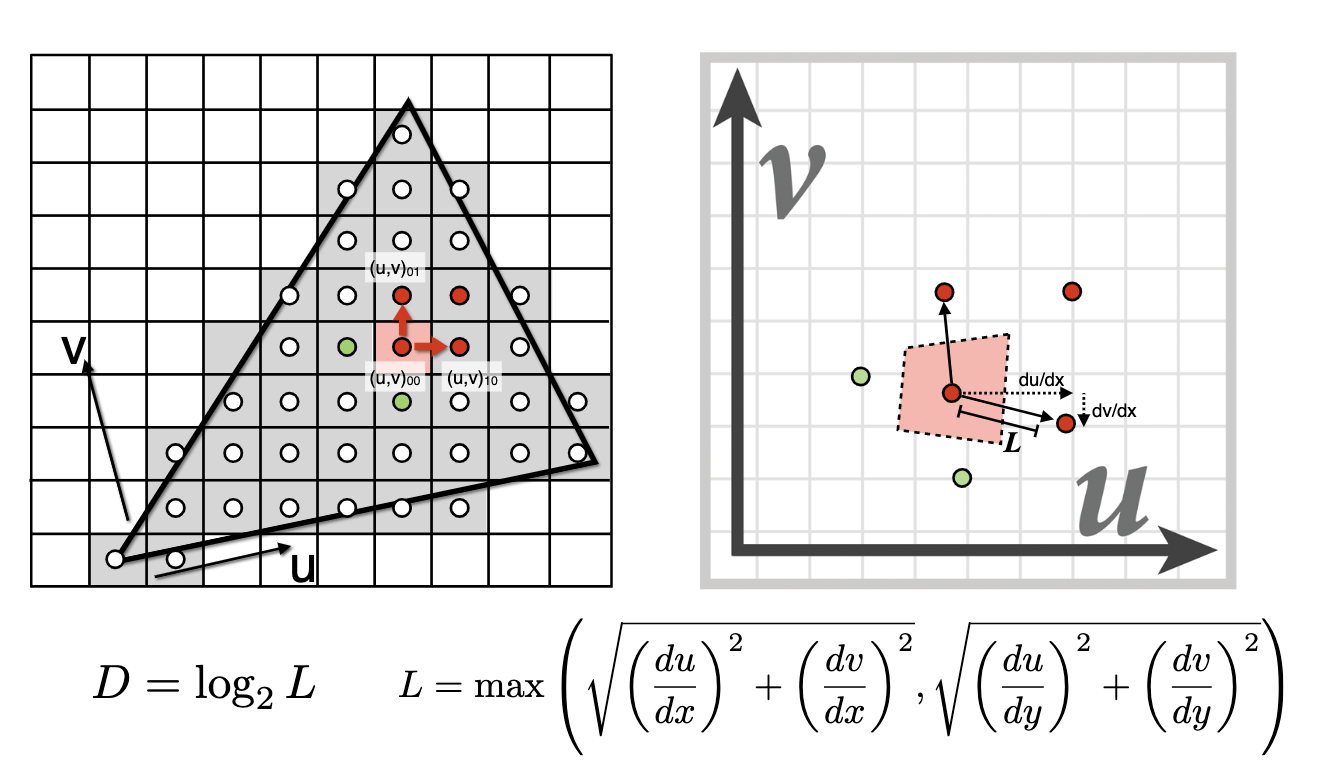 (u,v)01
(u,v)00
(u,v)10
v
u
v
u
du/dx
dv/dx
L
D = log₂ L
L = max ( √( (du/dx)² + (dv/dx)² ), √( (du/dy)² + (dv/dy)² ) )